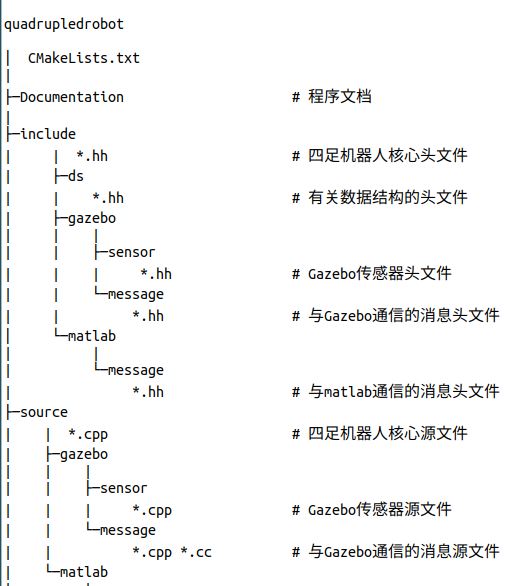 quadrupledrobot
│  CMakeLists.txt
│
├─Documentation                     # 程序文档
│
├─include
│     │  *.hh                       # 四足机器人核心头文件
│     ├─ds
│     │    *.hh                     # 有关数据结构的头文件
│     ├─gazebo
│     │    │
│     │    ├─sensor
│     │    │     *.hh               # Gazebo传感器头文件
│     │    └─message
│     │         *.hh                # 与Gazebo通信的消息头文件
│     └─matlab
│          │
│          └─message
│               *.hh                # 与matlab通信的消息头文件
├─source
│    │  *.cpp                       # 四足机器人核心源文件
│    ├─gazebo
│    │    │
│    │    ├─sensor
│    │    │     *.cpp              # Gazebo传感器源文件
│    │    └─message
│    │          *.cpp *.cc         # 与Gazebo通信的消息源文件
│    └─matlab